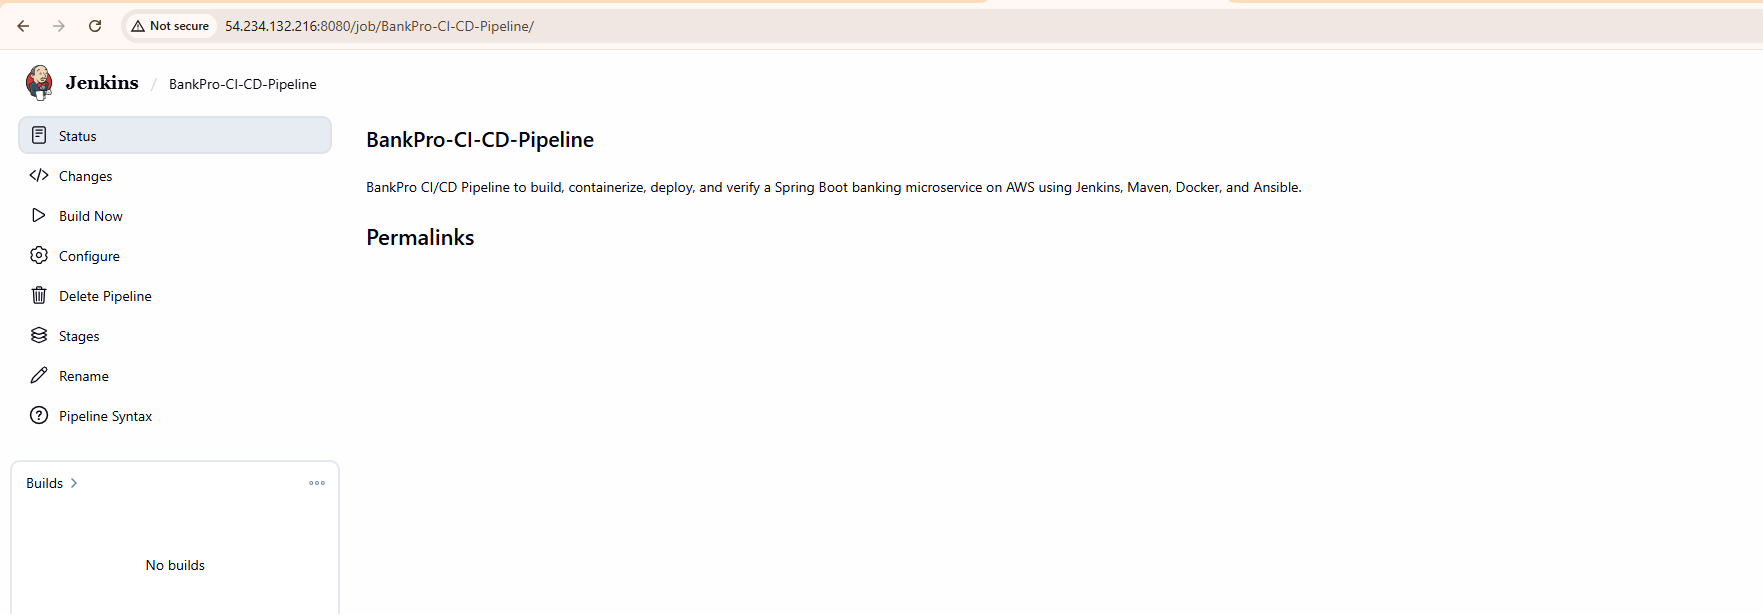 Not secure 54.234.132.216:8080/job/BankPro-CI-CD-Pipeline/
Jenkins / BankPro-CI-CD-Pipeline
Status
Changes
Build Now
Configure
Delete Pipeline
Stages
Rename
Pipeline Syntax
Builds
No builds
BankPro-CI-CD-Pipeline
BankPro CI/CD Pipeline to build, containerize, deploy, and verify a Spring Boot banking microservice on AWS using Jenkins, Maven, Docker, and Ansible.
Permalinks